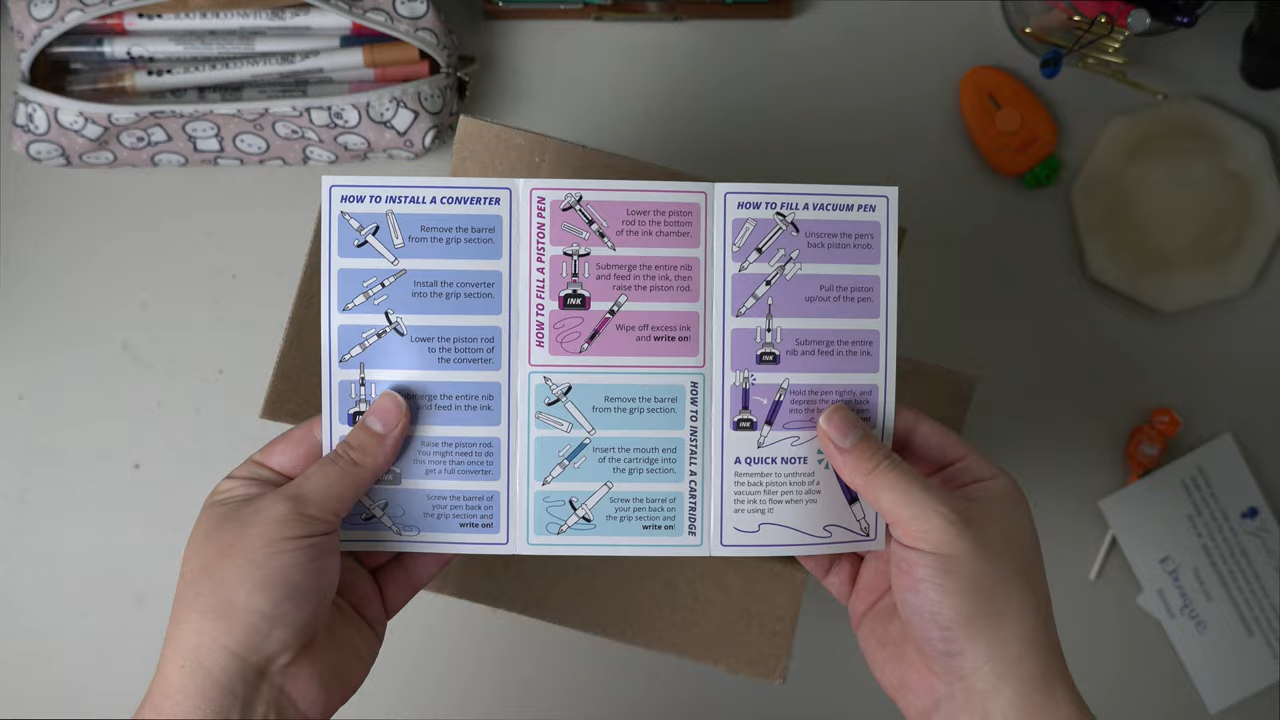 HOW TO INSTALL A CONVERTER
Remove the barrel
from the grip section.
Install the converter
into the grip section.
Lower the piston rod
to the bottom of
the converter.
the entire nib
and feed in the ink.
Raise the piston rod.
You might need to do
this more than once to
get a full converter.
Screw the barrel of
your pen back on
the grip section and
write on!
HOW TO FILL A PISTON PEN
Lower the piston
rod to the bottom
of the ink chamber.
Submerge the entire nib
and feed in the ink, then
raise the piston rod.
INK
Wipe off excess ink
and write on!
HOW TO INSTALL A CARTRIDGE
Remove the barrel
from the grip section.
Insert the mouth end
of the cartridge into
the grip section.
Screw the barrel of
your pen back on
the grip section and
write on!
HOW TO FILL A VACUUM PEN
Unscrew the pen's
back piston knob.
Pull the piston
up/out of the pen.
Submerge the entire
nib and feed in the ink.
INK
Hold the pen tightly, and
depress the piston back
into the pen.
INK
A QUICK NOTE
Remember to unthread
the back piston knob of a
vacuum filler pen to allow
the ink to flow when you
are using it!